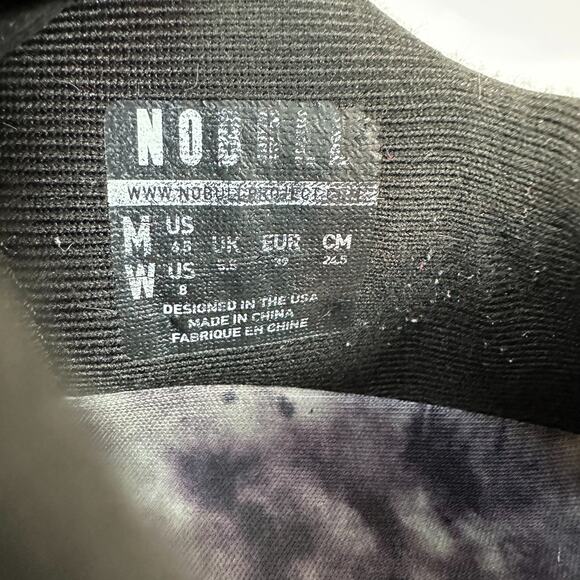 NOBULL
WWW.NOBULLPROJECT.COM
M US 6.5 UK 5.5 EUR 39 CM 24.5
W US 8
DESIGNED IN THE USA
MADE IN CHINA
FABRIQUE EN CHINE